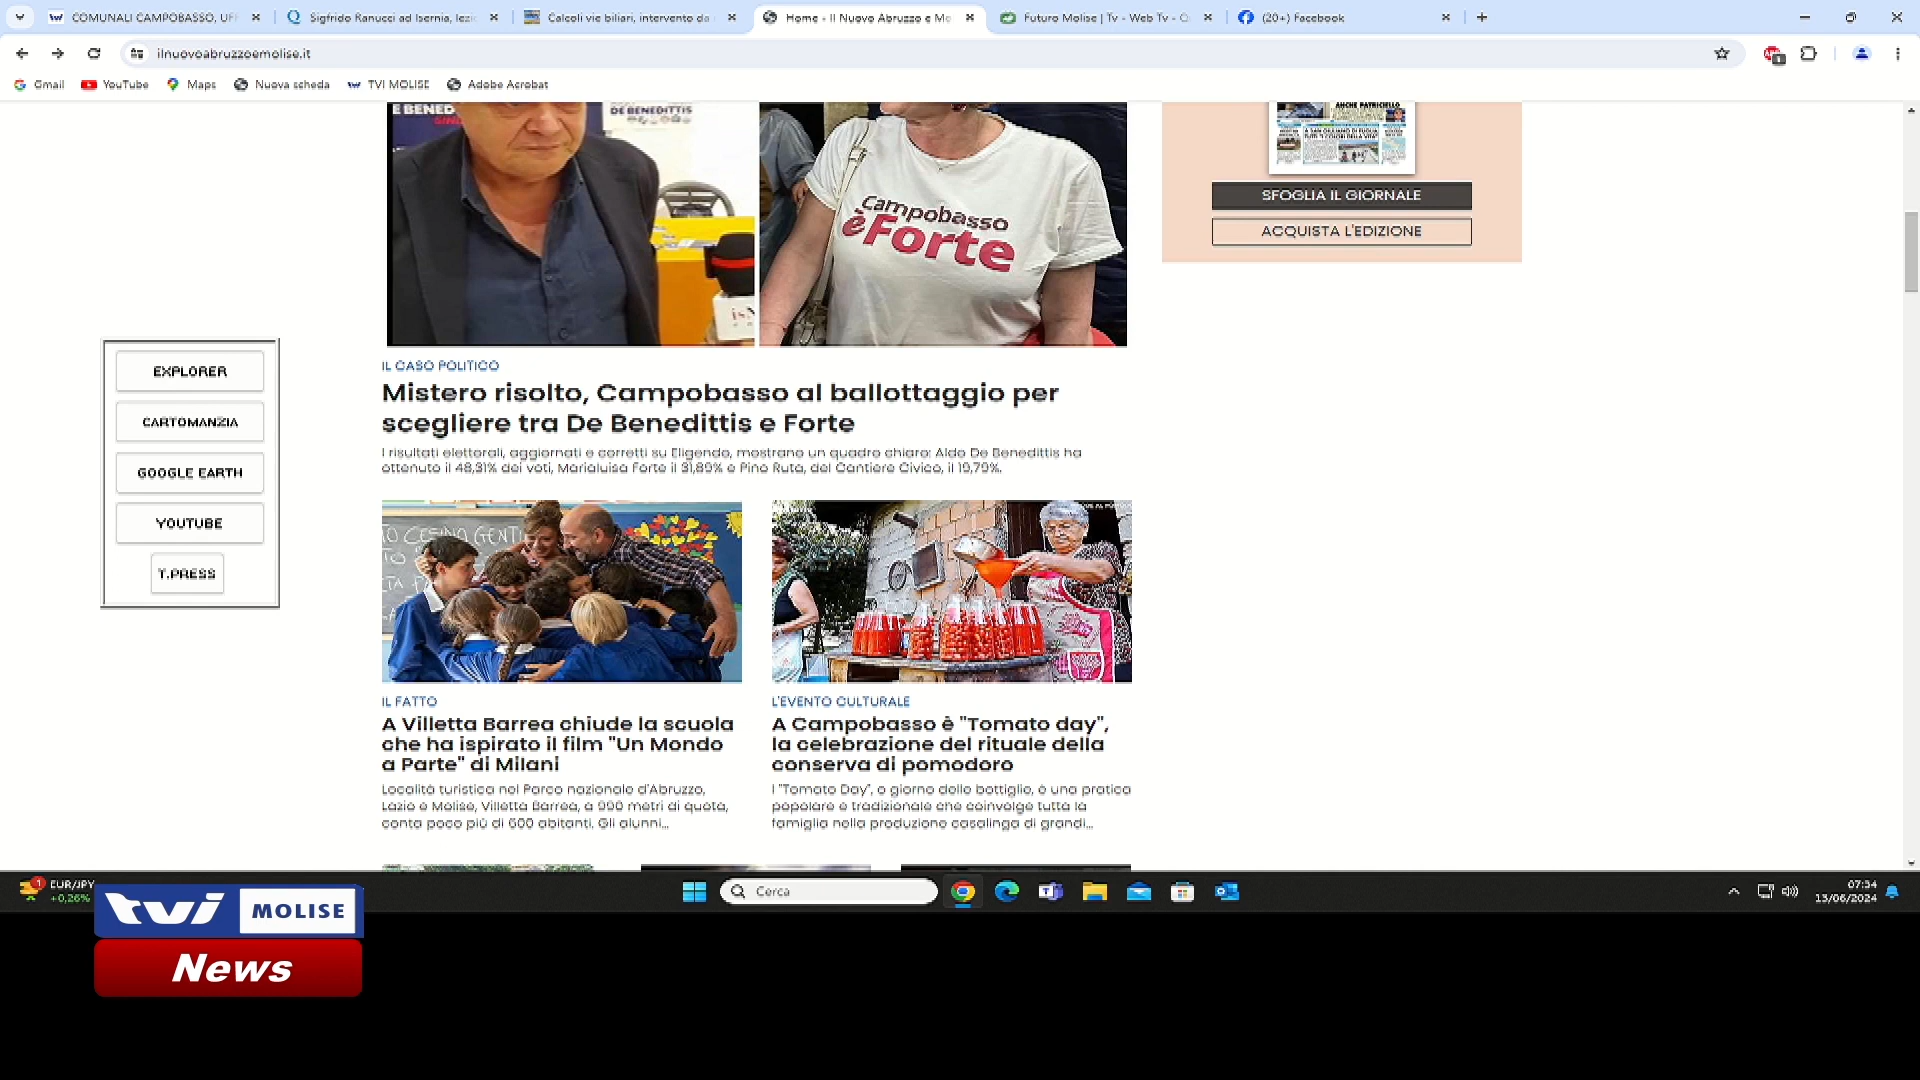 COMUNALI CAMPOBASSO, UF
Sigfrido Ranucci ad Isernia, lezi
Calcoli vie biliari, intervento da
Home - Il Nuovo Abruzzo e Mo
Futuro Molise | Tv - Web Tv - O
(20+) Facebook
ilnuovoabruzzoemolise.it
Gmail
YouTube
Maps
Nuova scheda
TVI MOLISE
Adobe Acrobat
E BENED
DE BENEDITTIS
Campobasso
è Forte
ANCHE PATRICIELLO
SFOGLIA IL GIORNALE
ACQUISTA L'EDIZIONE
EXPLORER
CARTOMANZIA
GOOGLE EARTH
YOUTUBE
T.PRESS
IL CASO POLITICO
Mistero risolto, Campobasso al ballottaggio per
scegliere tra De Benedittis e Forte
I risultati elettorali, aggiornati e corretti su Eligendo, mostrano un quadro chiaro: Aldo De Benedittis ha
ottenuto il 48,31% dei voti, Marialuisa Forte il 31,89% e Pino Ruta, del Cantiere Civico, il 19,79%.
IL FATTO
A Villetta Barrea chiude la scuola
che ha ispirato il film "Un Mondo
a Parte" di Milani
Località turistica nel Parco nazionale d'Abruzzo,
Lazio e Molise, Villetta Barrea, a 990 metri di quota,
conta poco più di 600 abitanti. Gli alunni...
L'EVENTO CULTURALE
A Campobasso è "Tomato day",
la celebrazione del rituale della
conserva di pomodoro
l "Tomato Day", o giorno delle bottiglie, è una pratica
popolare e tradizionale che coinvolge tutta la
famiglia nella produzione casalinga di grandi...
EUR/JPY
+0,26%
Cerca
07:34
13/06/2024
tvi MOLISE
News